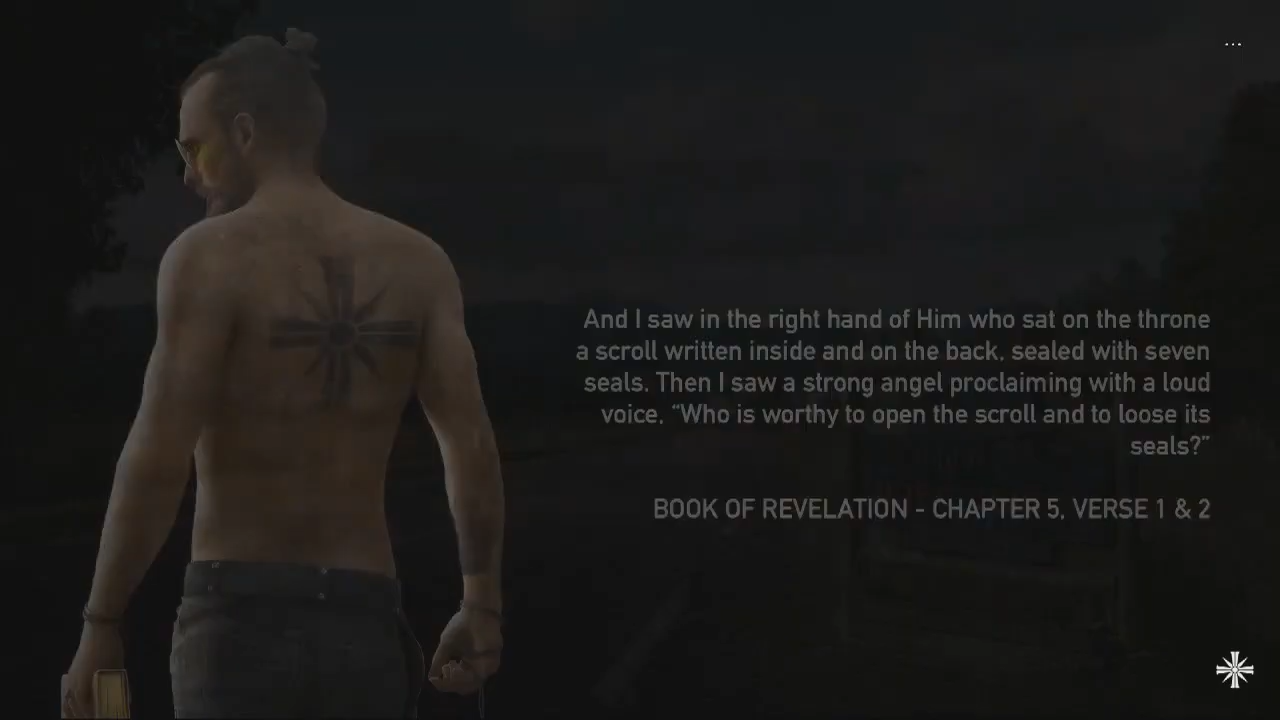 ...
And I saw in the right hand of Him who sat on the throne
a scroll written inside and on the back, sealed with seven
seals. Then I saw a strong angel proclaiming with a loud
voice, “Who is worthy to open the scroll and to loose its
seals?”
BOOK OF REVELATION - CHAPTER 5, VERSE 1 & 2